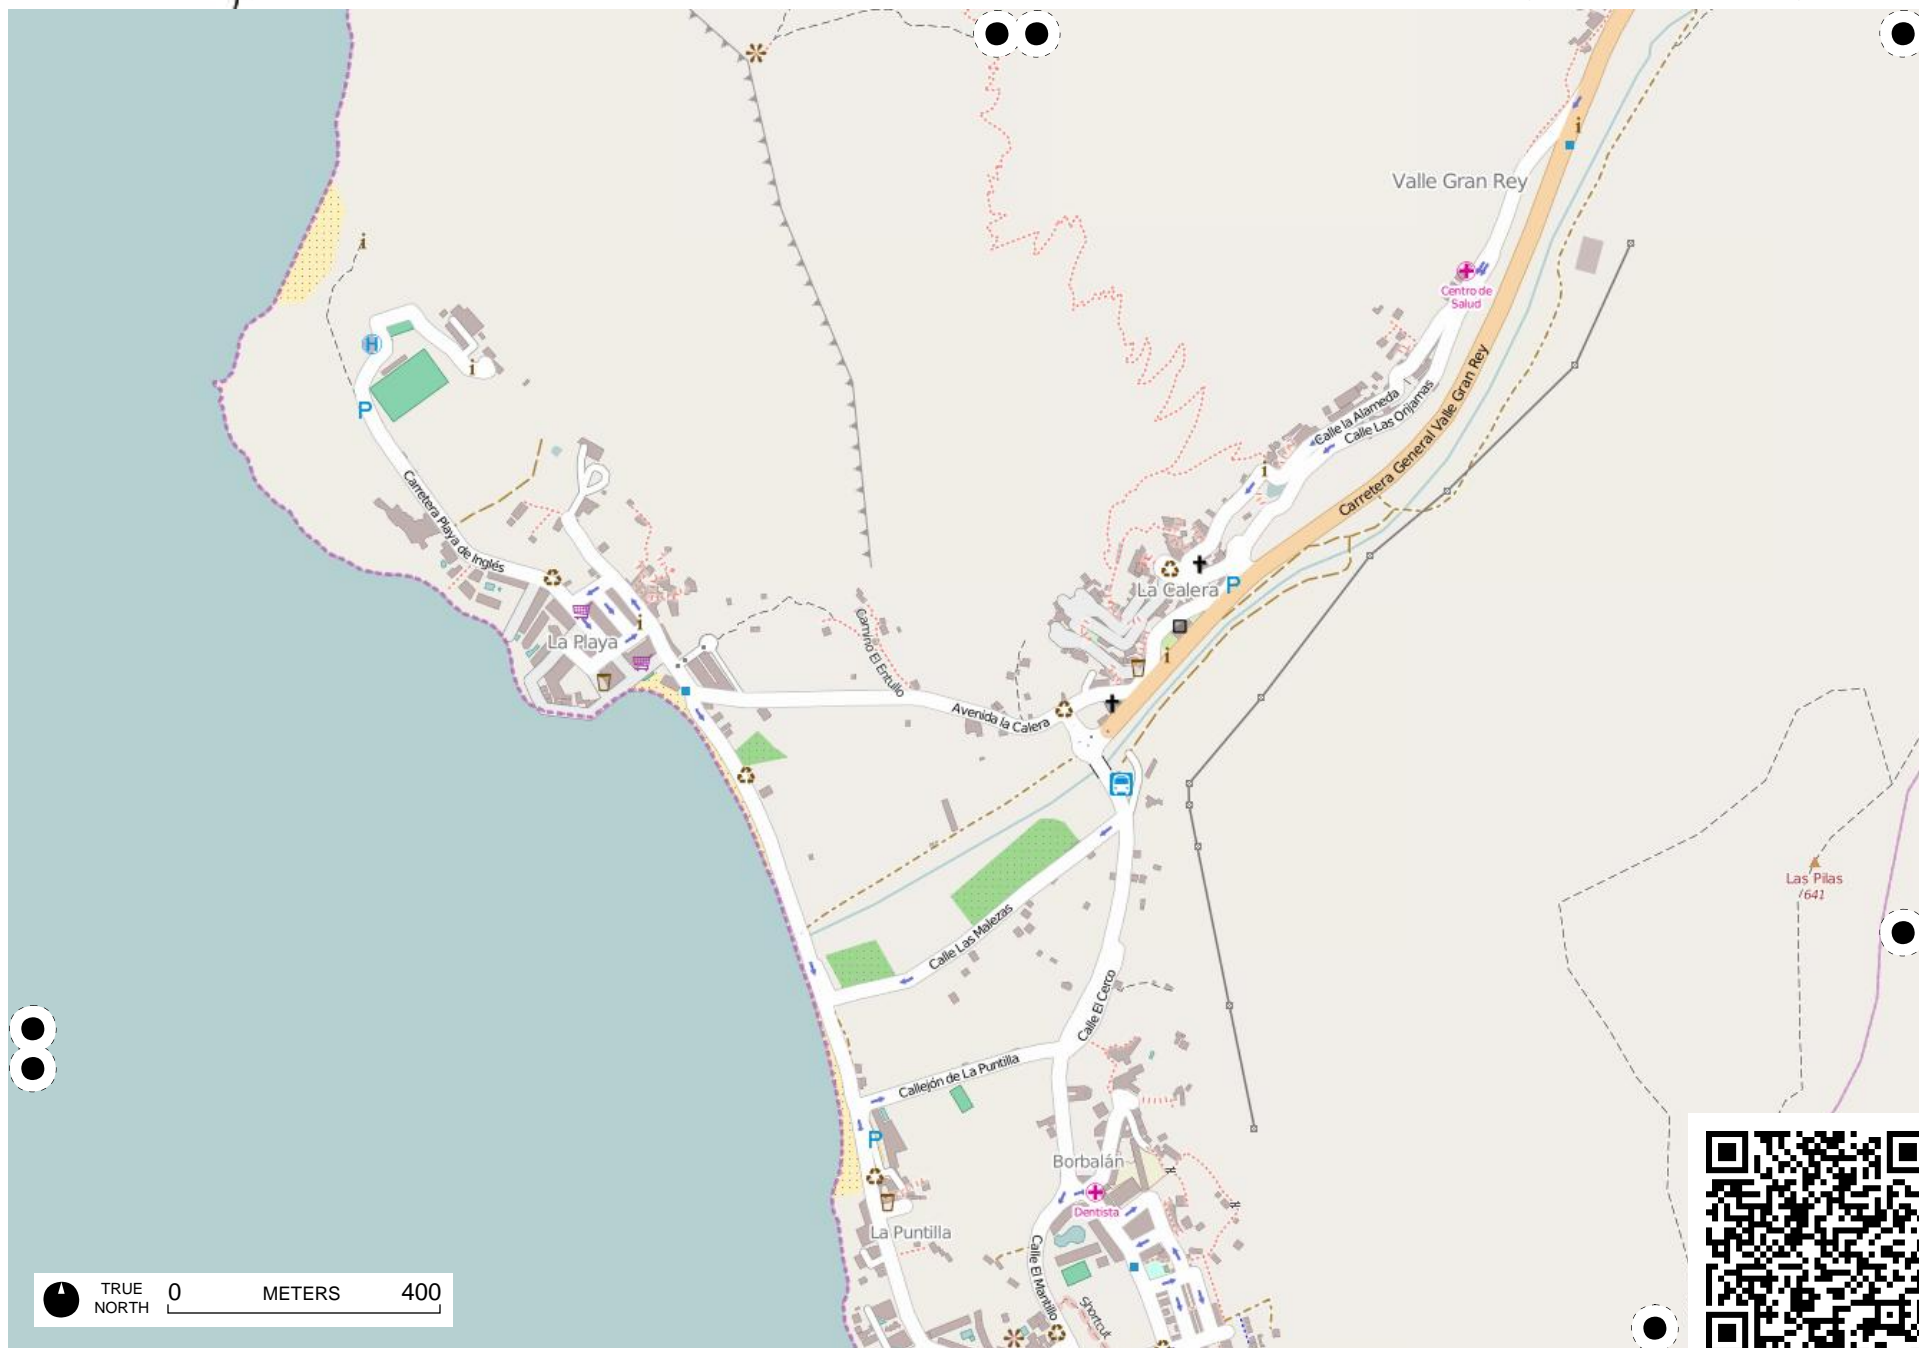 Valle Gran Rey
Centro de
Salud
H
P
Calle la Alameda
Calle Las Orijamas
Carretera General Valle Gran Rey
Carretera Playa de Inglés
La Calera
P
Camino El Entullo
La Playa
Avenida la Calera
Las Pilas
641
Calle Las Malezas
Calle El Cerco
Callejón de La Puntilla
P
Borbalán
Dentista
La Puntilla
Calle El Mantillo
Shortcut
TRUE
NORTH
0 METERS 400